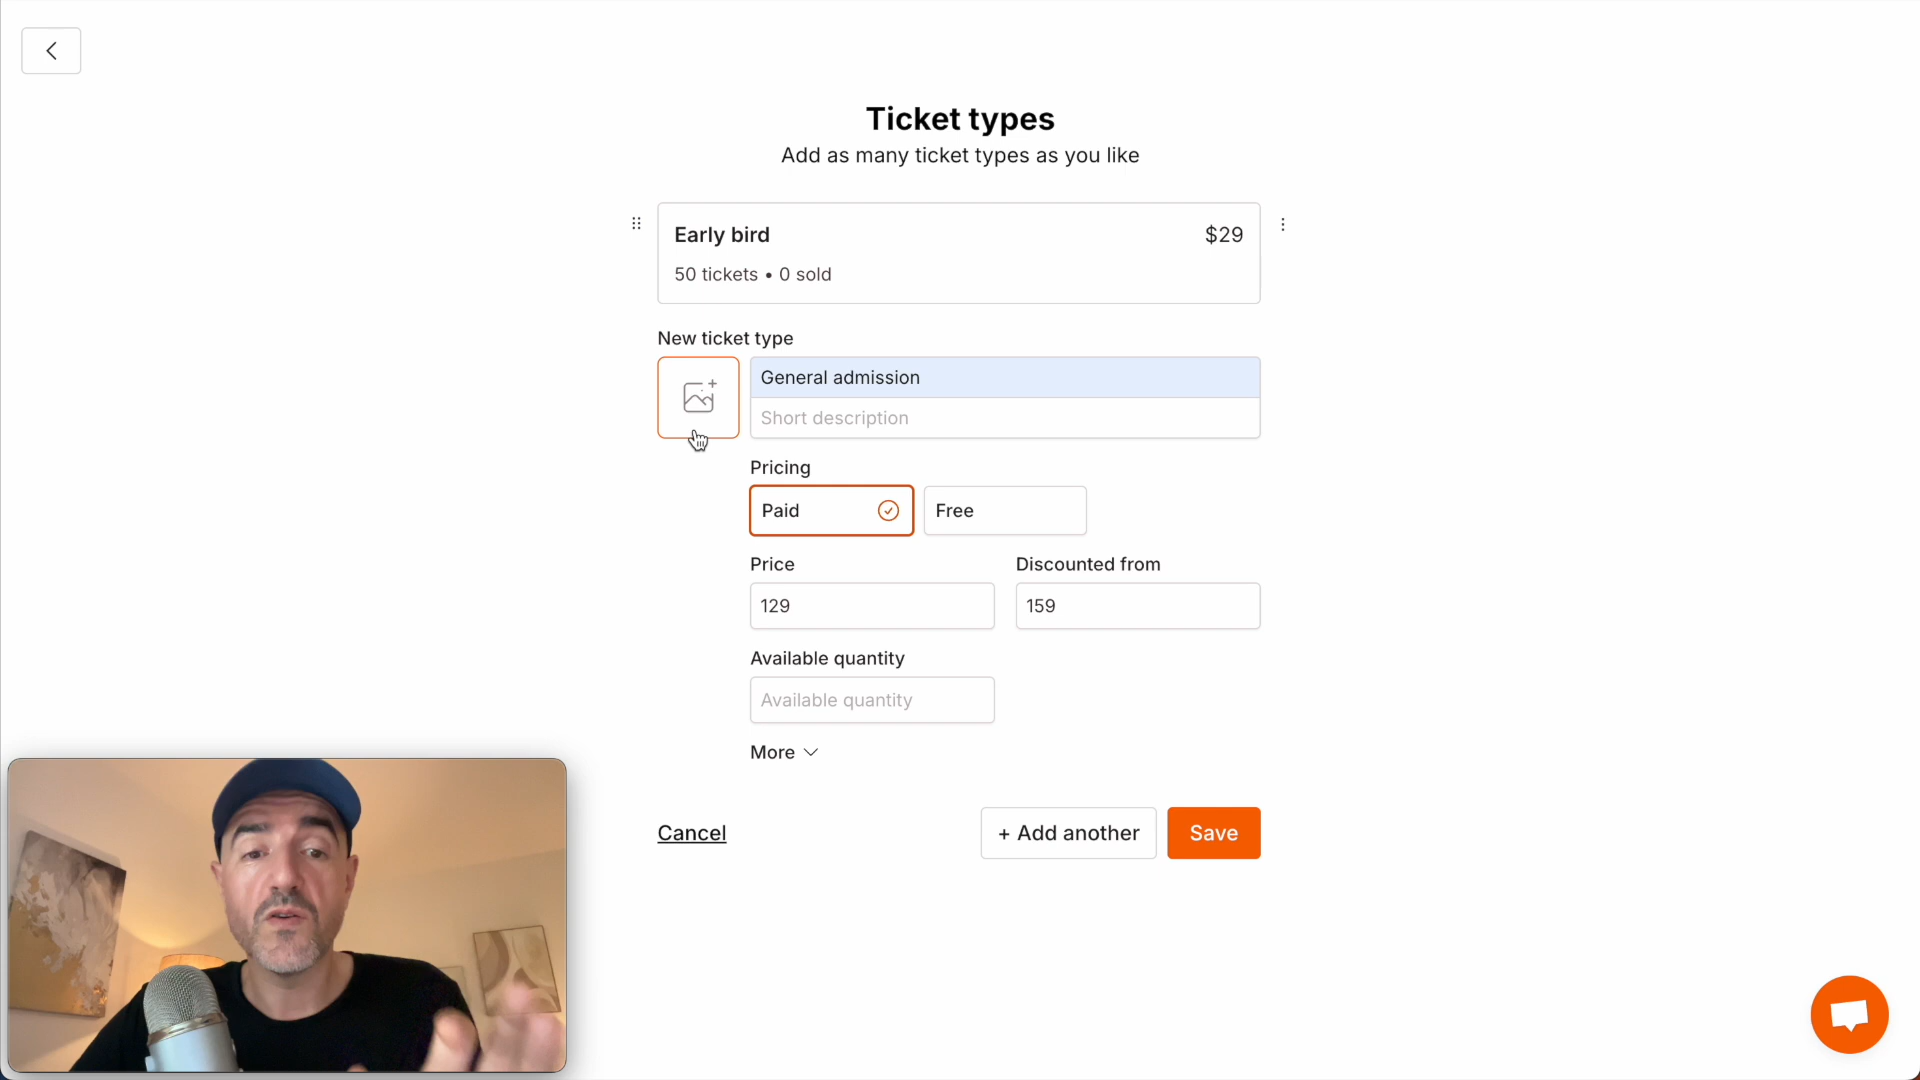 Ticket types
Add as many ticket types as you like
Early bird
$29
50 tickets • 0 sold
New ticket type
General admission
Short description
Pricing
Paid
Free
Price
Discounted from
129
159
Available quantity
Available quantity
More
Cancel
+ Add another
Save